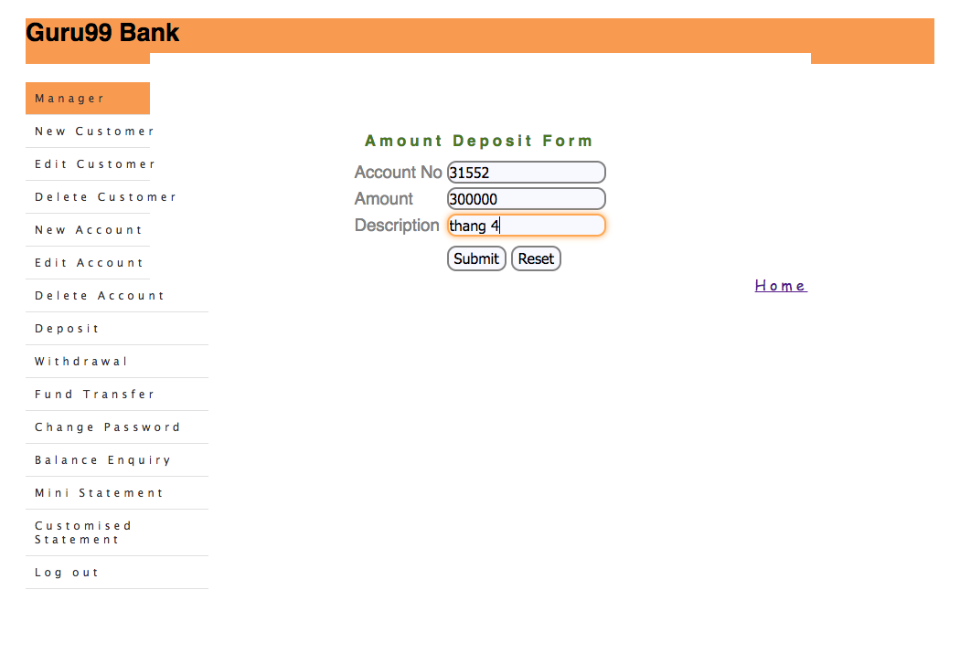 Guru99 Bank
Manager
New Customer
Edit Customer
Delete Customer
New Account
Edit Account
Delete Account
Deposit
Withdrawal
Fund Transfer
Change Password
Balance Enquiry
Mini Statement
Customised
Statement
Log out
Amount Deposit Form
Account No 31552
Amount 300000
Description thang 4
Submit Reset
Home